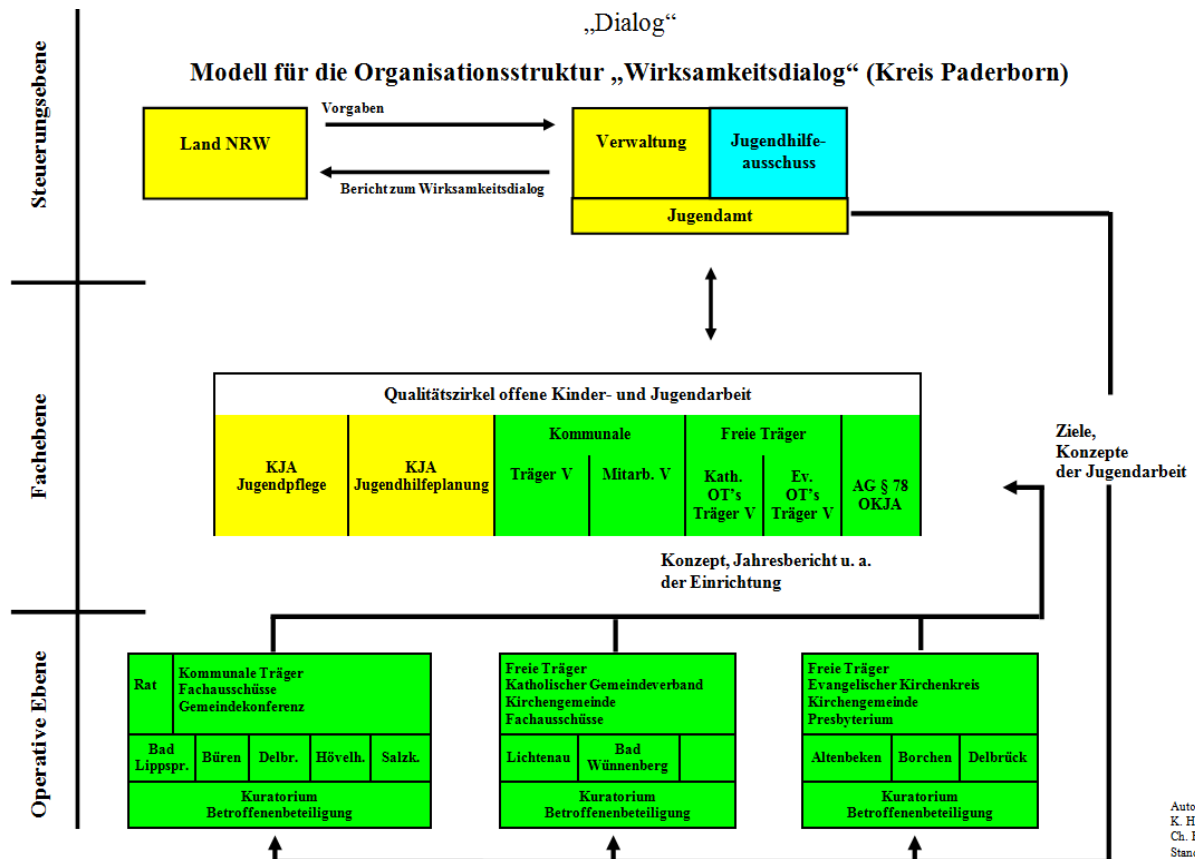 „Dialog"
Modell für die Organisationsstruktur „Wirksamkeitsdialog" (Kreis Paderborn)
Steuerungsebene
Vorgaben
Land NRW
Bericht zum Wirksamkeitsdialog
Verwaltung
Jugendhilfe-
ausschuss
Jugendamt
Fachebene
Qualitätszirkel offene Kinder- und Jugendarbeit
KJA
Jugendpflege
KJA
Jugendhilfeplanung
Kommunale
Träger V
Mitarb. V
Freie Träger
Kath.
OT's
Träger V
Ev.
OT's
Träger V
AG § 78
OKJA
Ziele,
Konzepte
der Jugendarbeit
Konzept, Jahresbericht u. a.
der Einrichtung
Operative Ebene
Rat
Kommunale Träger
Fachausschüsse
Gemeindekonferenz
Bad
Lippspr.
Büren
Delbr.
Hövelh.
Salzk.
Kuratorium
Betroffenenbeteiligung
Freie Träger
Katholischer Gemeindeverband
Kirchengemeinde
Fachausschüsse
Lichtenau
Bad
Wünnenberg
Kuratorium
Betroffenenbeteiligung
Freie Träger
Evangelischer Kirchenkreis
Kirchengemeinde
Presbyterium
Altenbeken
Borchen
Delbrück
Kuratorium
Betroffenenbeteiligung
Auto
K. H
Ch.
Stand